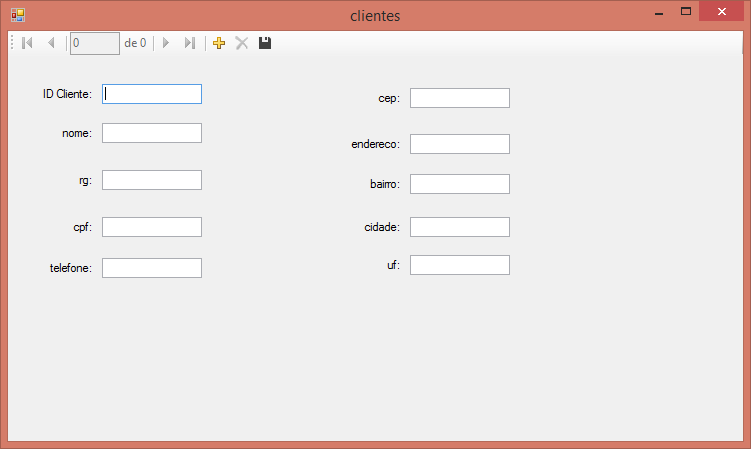 clientes
0 de 0
ID Cliente:
nome:
rg:
cpf:
telefone:
cep:
endereco:
bairro:
cidade:
uf: